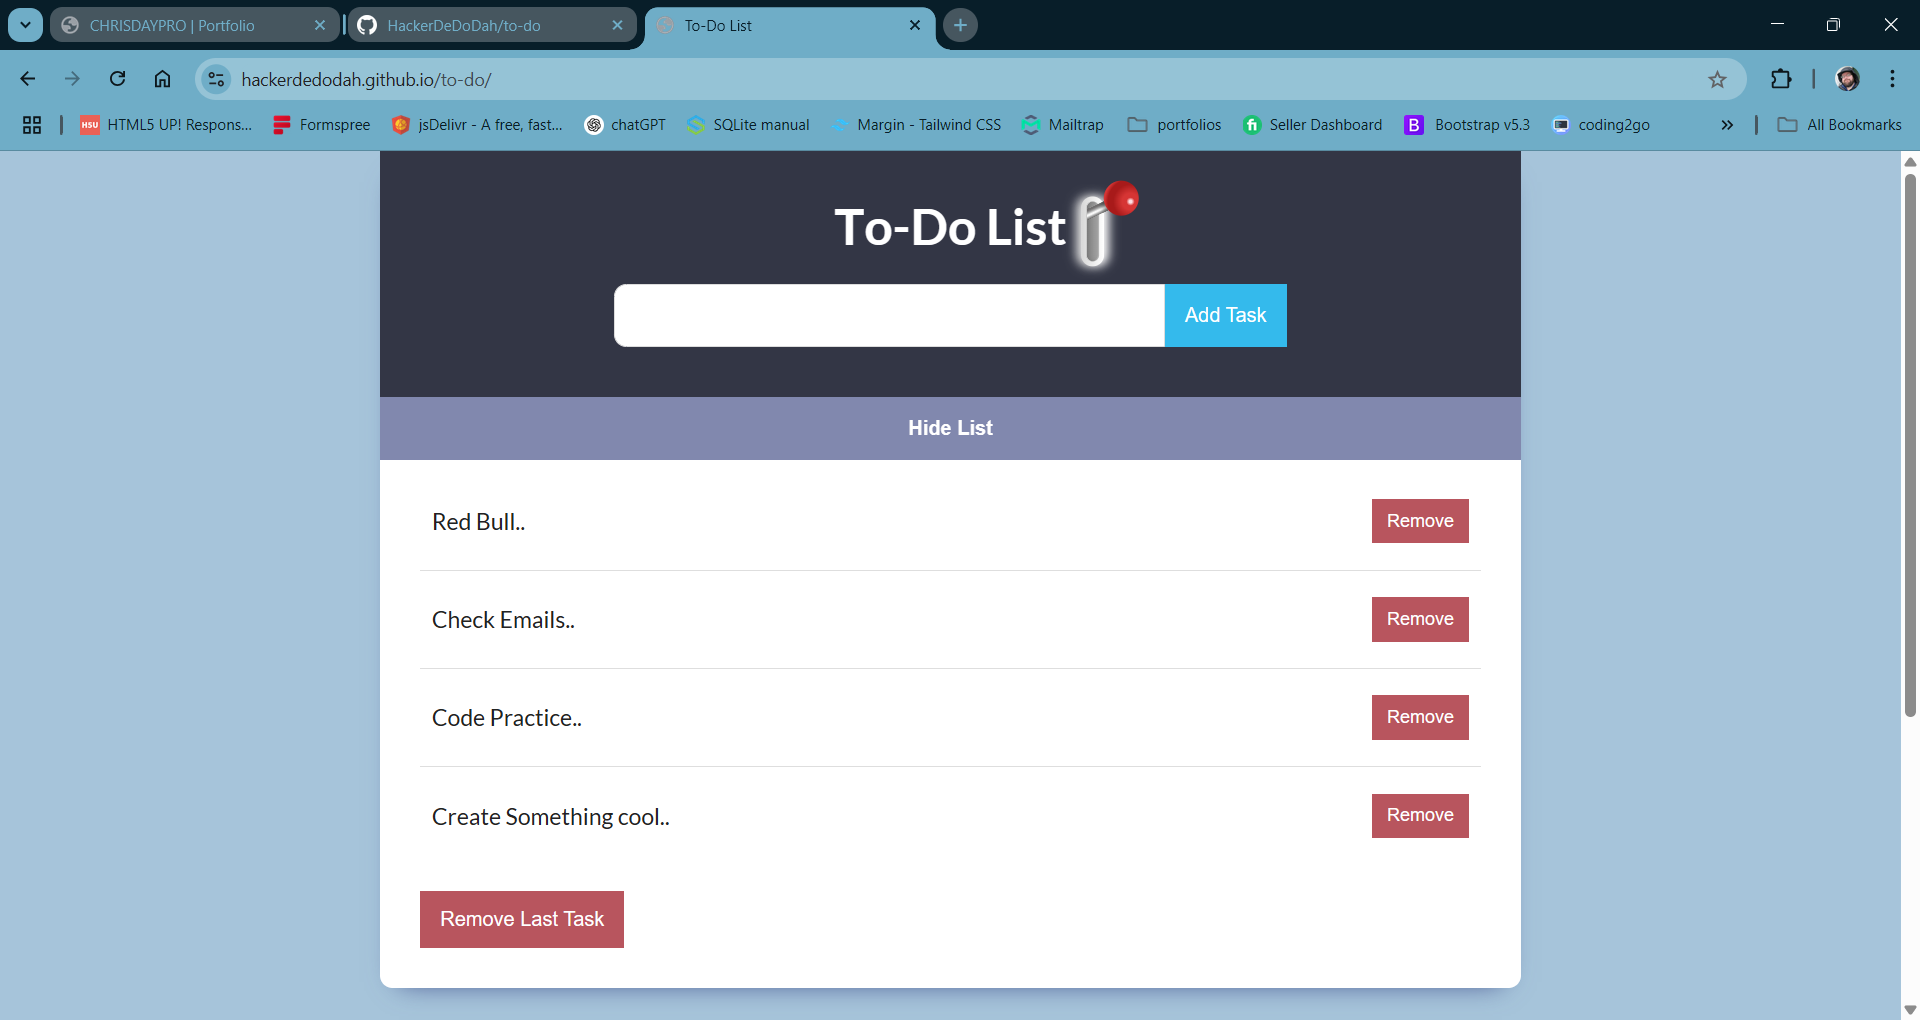 CHRISDAYPRO | Portfolio
HackerDeDoDah/to-do
To-Do List
hackerdedodah.github.io/to-do/
H5U HTML5 UP! Respons...
Formspree
jsDelivr - A free, fast...
chatGPT
SQLite manual
Margin - Tailwind CSS
Mailtrap
portfolios
fi Seller Dashboard
B Bootstrap v5.3
coding2go
All Bookmarks
To-Do List
Add Task
Hide List
Red Bull..
Remove
Check Emails..
Remove
Code Practice..
Remove
Create Something cool..
Remove
Remove Last Task